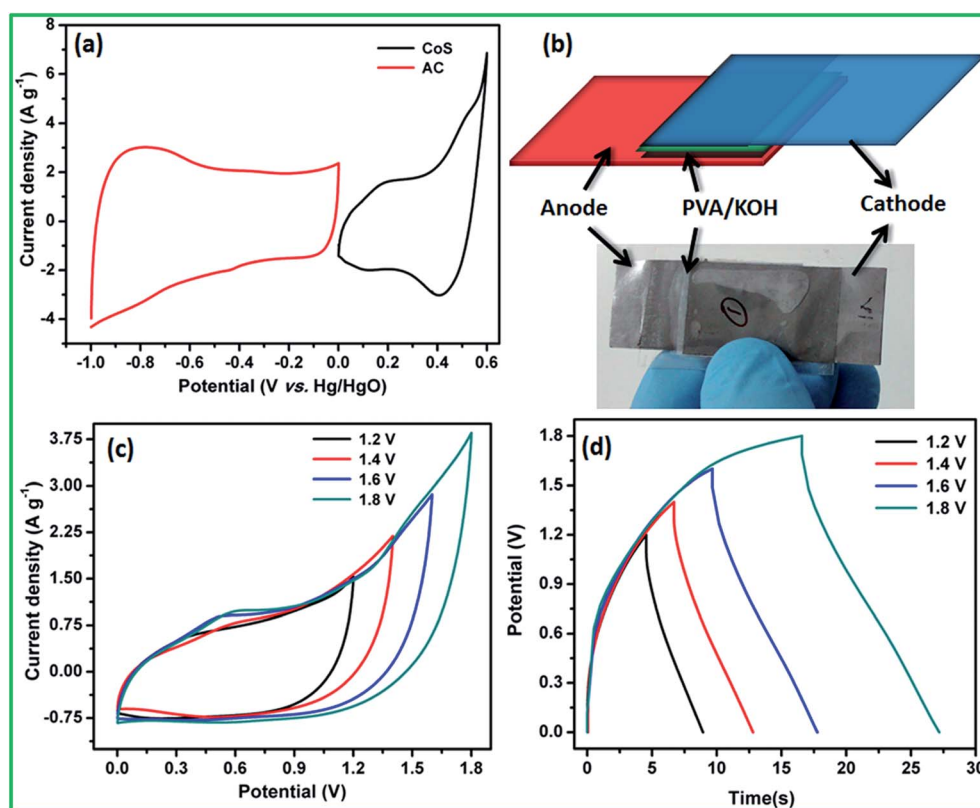 (a)
CoS
AC
Current density (A g⁻¹)
8
6
4
2
0
-2
-4
-1.0 -0.8 -0.6 -0.4 -0.2 0.0 0.2 0.4 0.6
Potential (V vs. Hg/HgO)
(b)
Anode PVA/KOH Cathode
1
(c)
1.2 V
1.4 V
1.6 V
1.8 V
Current density (A g⁻¹)
3.75
3.00
2.25
1.50
0.75
0.00
-0.75
0.0 0.3 0.6 0.9 1.2 1.5 1.8
Potential (V)
(d)
1.2 V
1.4 V
1.6 V
1.8 V
Potential (V)
1.8
1.5
1.2
0.9
0.6
0.3
0.0
0 5 10 15 20 25 30
Time(s)